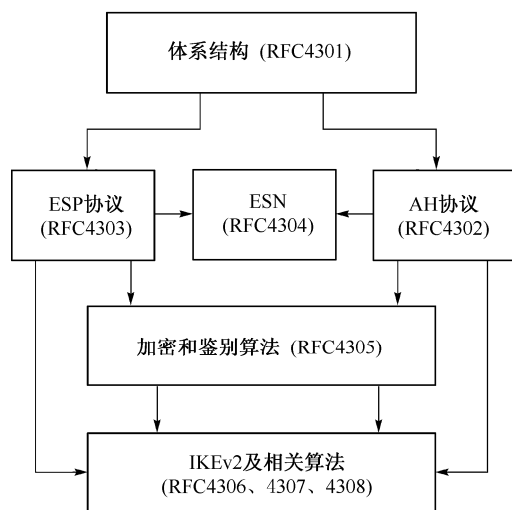 体系结构 (RFC4301)
ESP协议
(RFC4303)
ESN
(RFC4304)
AH协议
(RFC4302)
加密和鉴别算法 (RFC4305)
IKEv2及相关算法
(RFC4306、4307、4308)